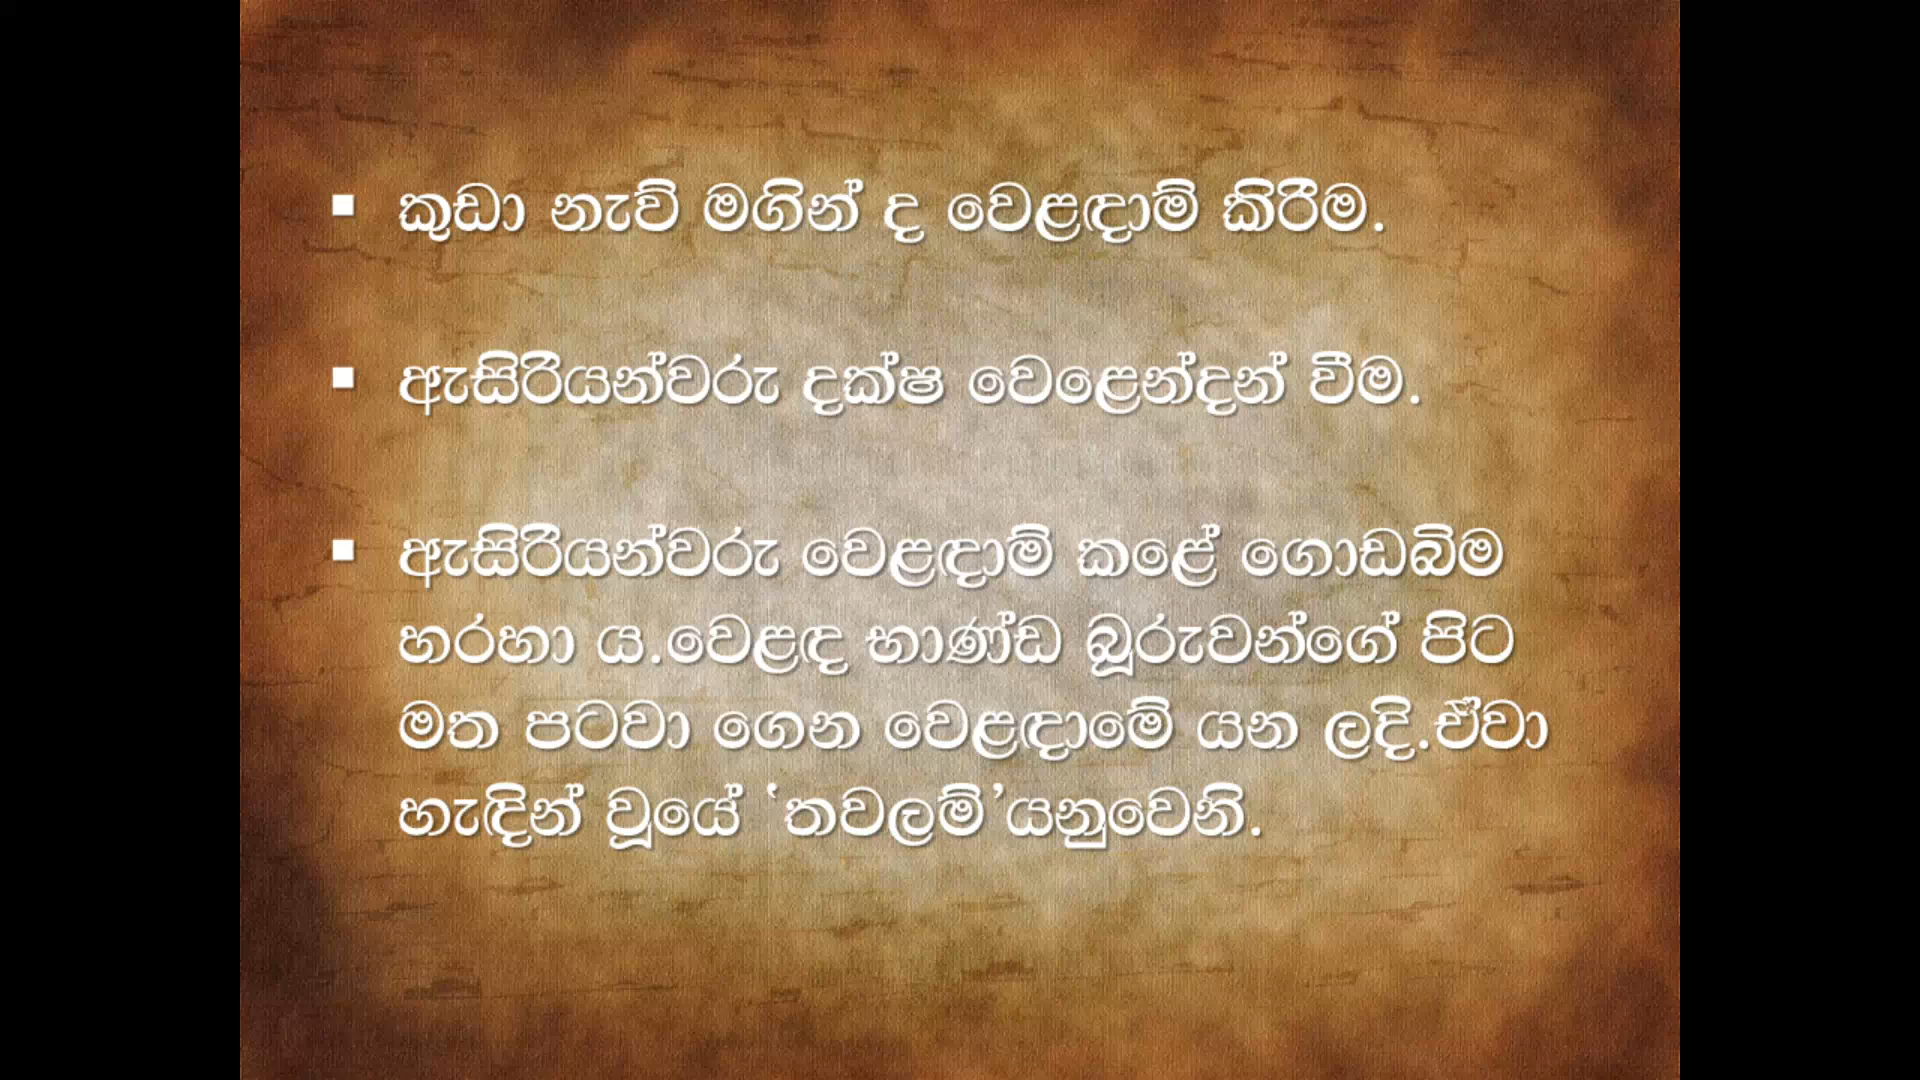 ▪ කුඩා නැව් මගින් ද වෙළඳාම් කිරීම.
▪ ඇසිරියන්වරු දක්ෂ වෙළෙන්දන් වීම.
▪ ඇසිරියන්වරු වෙළඳාම් කළේ ගොඩබිම
හරහා ය.වෙළඳ භාණ්ඩ බූරුවන්ගේ පිට
මත පටවා ගෙන වෙළඳාමේ යන ලදි.ඒවා
හැඳින් වූයේ ‘තවලම්’යනුවෙනි.